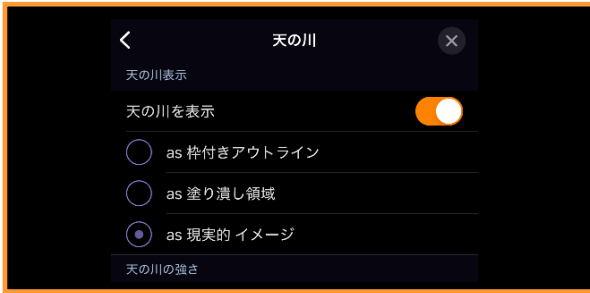 天の川
天の川表示
天の川を表示
as 枠付きアウトライン
as 塗り潰し領域
as 現実的 イメージ
天の川の強さ